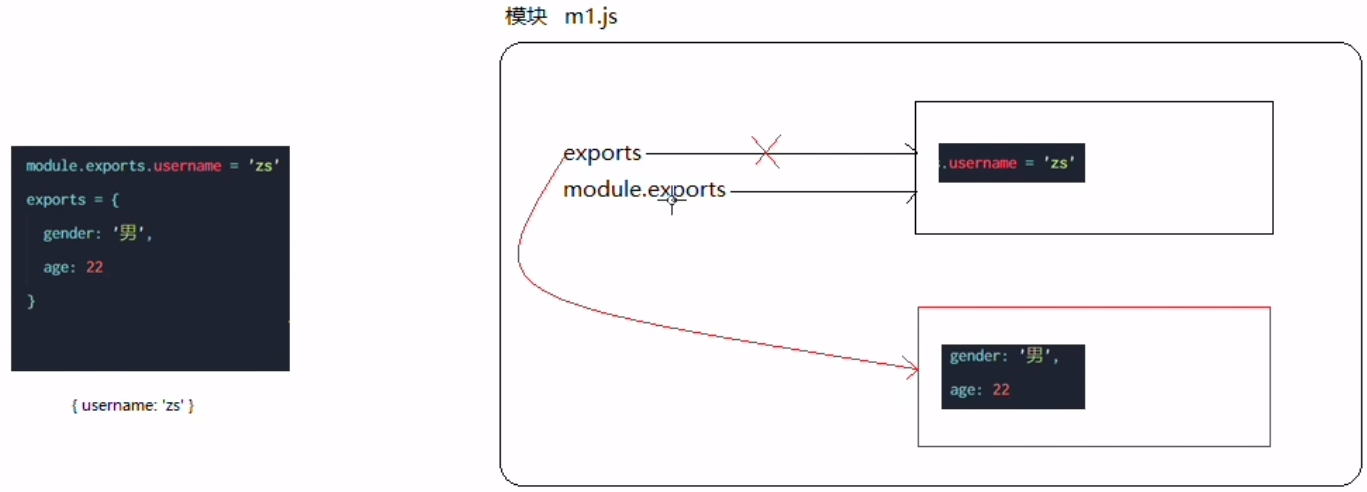 模块 m1.js
module.exports.username = 'zs'
exports = {
gender: '男',
age: 22
}
{ username: 'zs' }
exports
module.exports
.username = 'zs'
gender: '男',
age: 22